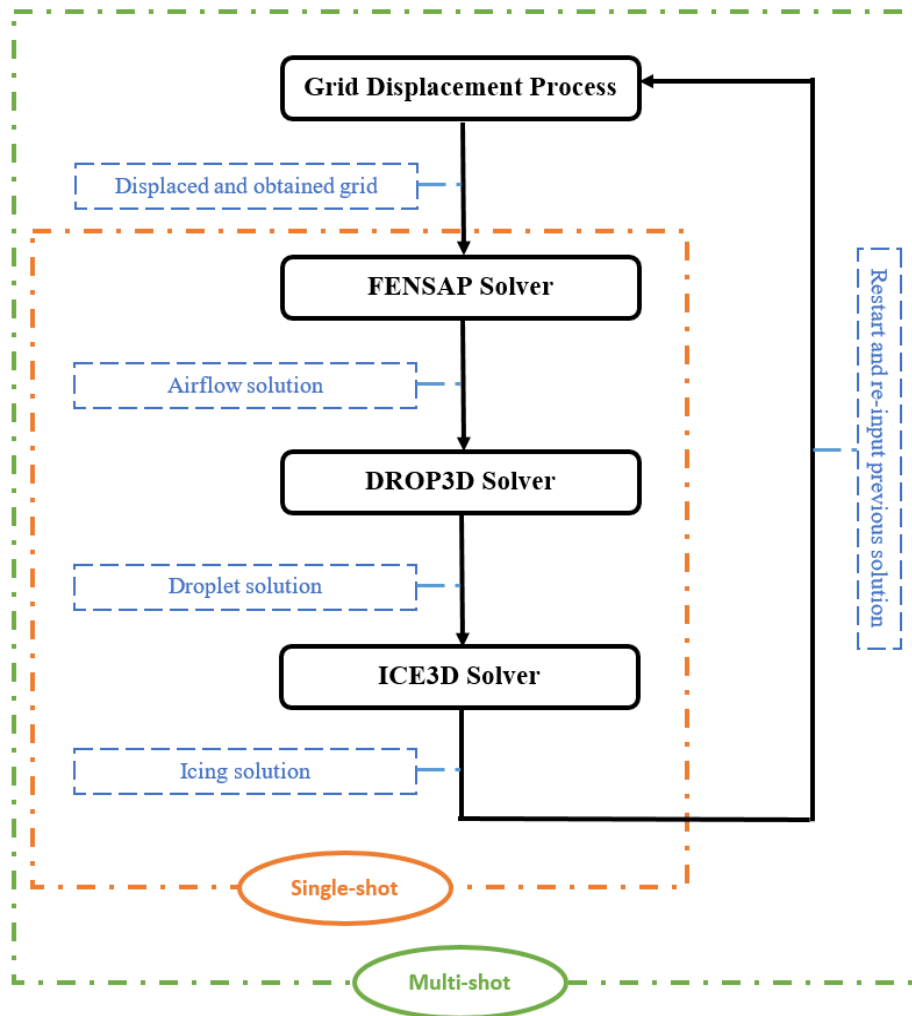 Grid Displacement Process
Displaced and obtained grid
FENSAP Solver
Airflow solution
DROP3D Solver
Droplet solution
ICE3D Solver
Icing solution
Restart and re-input previous solution
Single-shot
Multi-shot